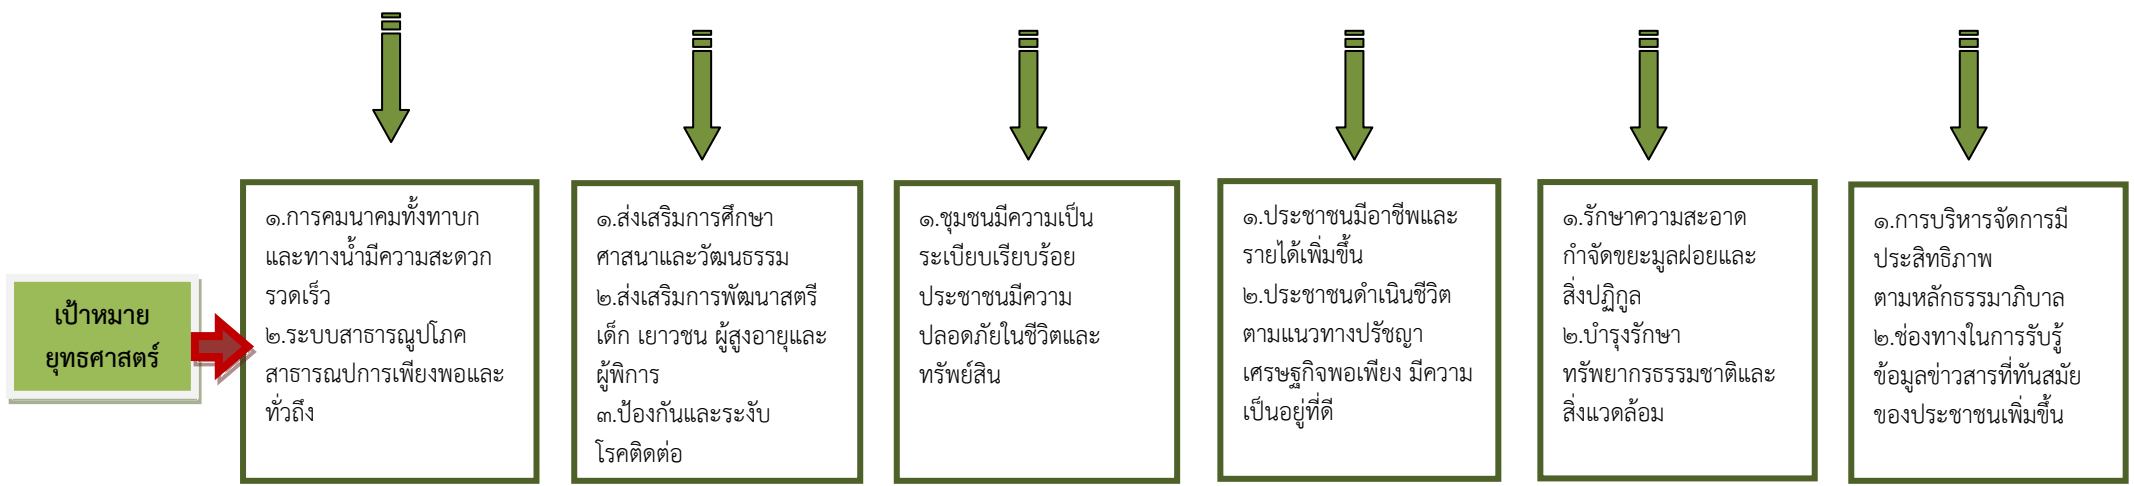 เป้าหมาย
ยุทธศาสตร์
๑.การคมนาคมทั้งทาบก
และทางน้ำมีความสะดวก
รวดเร็ว
๒.ระบบสาธารณูปโภค
สาธารณปการเพียงพอและ
ทั่วถึง
๑.ส่งเสริมการศึกษา
ศาสนาและวัฒนธรรม
๒.ส่งเสริมการพัฒนาสตรี
เด็ก เยาวชน ผู้สูงอายุและ
ผู้พิการ
๓.ป้องกันและระงับ
โรคติดต่อ
๑.ชุมชนมีความเป็น
ระเบียบเรียบร้อย
ประชาชนมีความ
ปลอดภัยในชีวิตและ
ทรัพย์สิน
๑.ประชาชนมีอาชีพและ
รายได้เพิ่มขึ้น
๒.ประชาชนดำเนินชีวิต
ตามแนวทางปรัชญา
เศรษฐกิจพอเพียง มีความ
เป็นอยู่ที่ดี
๑.รักษาความสะอาด
กำจัดขยะมูลฝอยและ
สิ่งปฏิกูล
๒.บำรุงรักษา
ทรัพยากรธรรมชาติและ
สิ่งแวดล้อม
๑.การบริหารจัดการมี
ประสิทธิภาพ
ตามหลักธรรมาภิบาล
๒.ช่องทางในการรับรู้
ข้อมูลข่าวสารที่ทันสมัย
ของประชาชนเพิ่มขึ้น